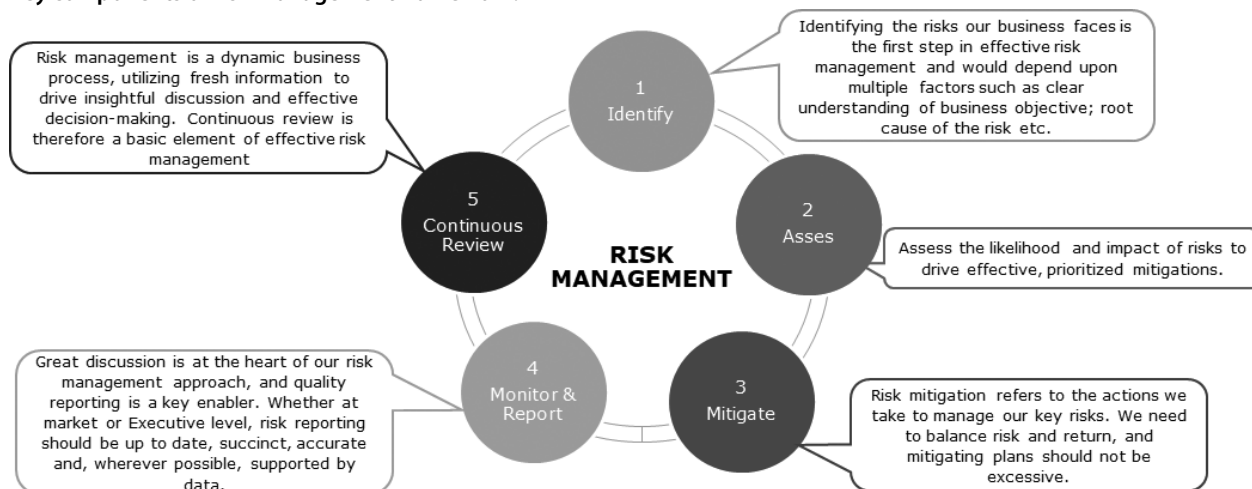 Risk management is a dynamic business
process, utilizing fresh information to
drive insightful discussion and effective
decision-making. Continuous review is
therefore a basic element of effective risk
management
1
Identify
Identifying the risks our business faces is
the first step in effective risk
management and would depend upon
multiple factors such as clear
understanding of business objective; root
cause of the risk etc.
5
Continuous
Review
2
Asses
RISK
MANAGEMENT
Assess the likelihood and impact of risks to
drive effective, prioritized mitigations.
Great discussion is at the heart of our risk
management approach, and quality
reporting is a key enabler. Whether at
market or Executive level, risk reporting
should be up to date, succinct, accurate
and, wherever possible, supported by
data.
4
Monitor &
Report
3
Mitigate
Risk mitigation refers to the actions we
take to manage our key risks. We need
to balance risk and return, and
mitigating plans should not be
excessive.